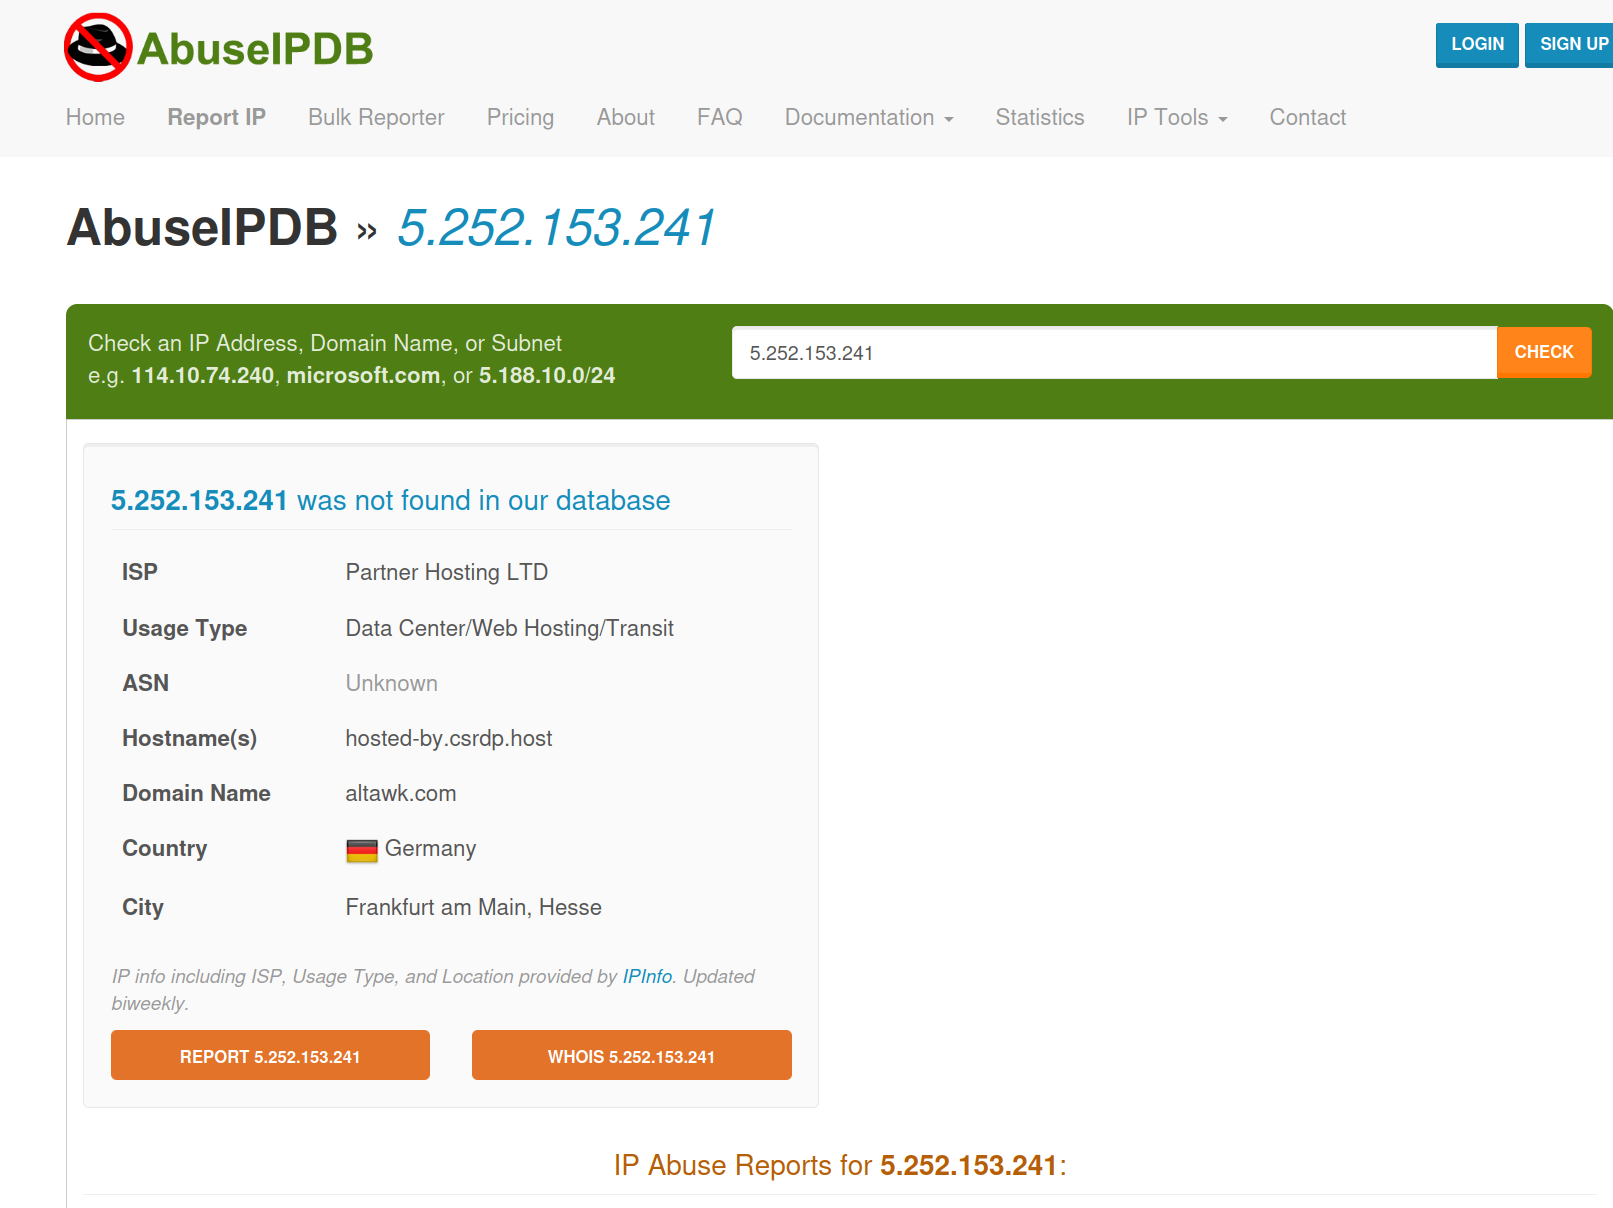 AbuseIPDB
LOGIN
SIGN UP
Home
Report IP
Bulk Reporter
Pricing
About
FAQ
Documentation
Statistics
IP Tools
Contact
AbuseIPDB » 5.252.153.241
Check an IP Address, Domain Name, or Subnet
e.g. 114.10.74.240, microsoft.com, or 5.188.10.0/24
5.252.153.241
CHECK
5.252.153.241 was not found in our database
ISP Partner Hosting LTD
Usage Type Data Center/Web Hosting/Transit
ASN Unknown
Hostname(s) hosted-by.csrdp.host
Domain Name altawk.com
Country Germany
City Frankfurt am Main, Hesse
IP info including ISP, Usage Type, and Location provided by IPInfo. Updated
biweekly.
REPORT 5.252.153.241
WHOIS 5.252.153.241
IP Abuse Reports for 5.252.153.241: